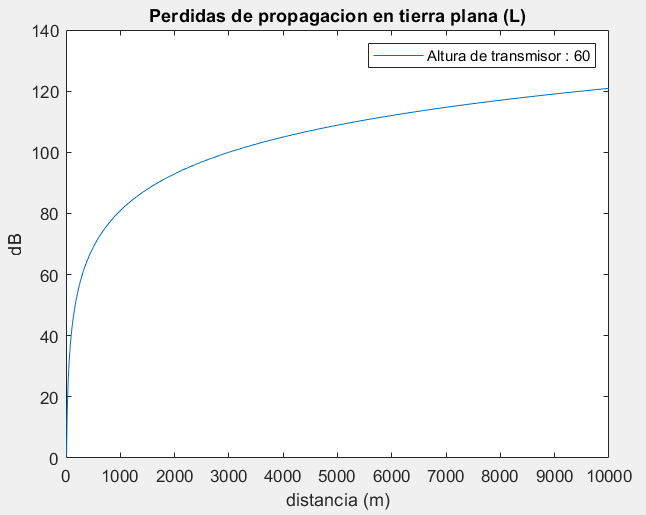 Perdidas de propagacion en tierra plana (L)
Altura de transmisor : 60
140
120
100
80
60
40
20
0
dB
0 1000 2000 3000 4000 5000 6000 7000 8000 9000 10000
distancia (m)